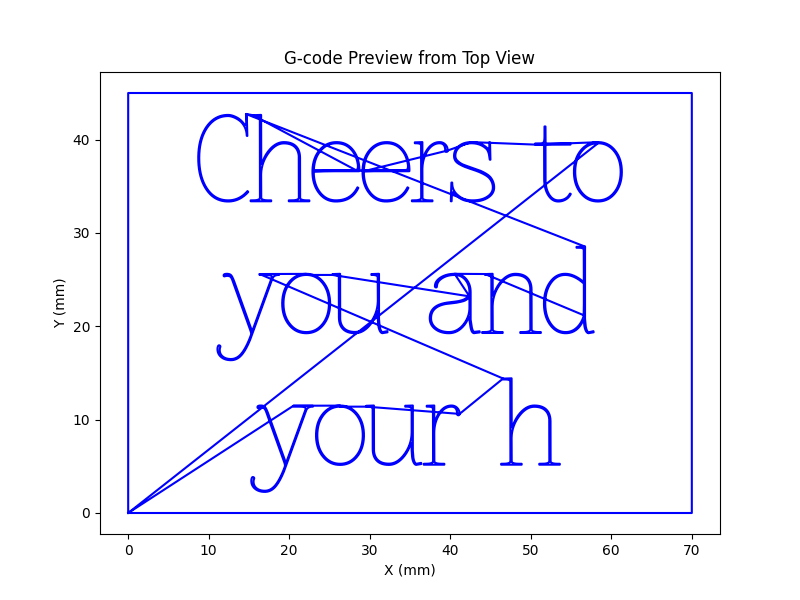 G-code Preview from Top View
Y (mm)
40
30
20
10
0
Cheers to
you and
your h
0 10 20 30 40 50 60 70
X (mm)